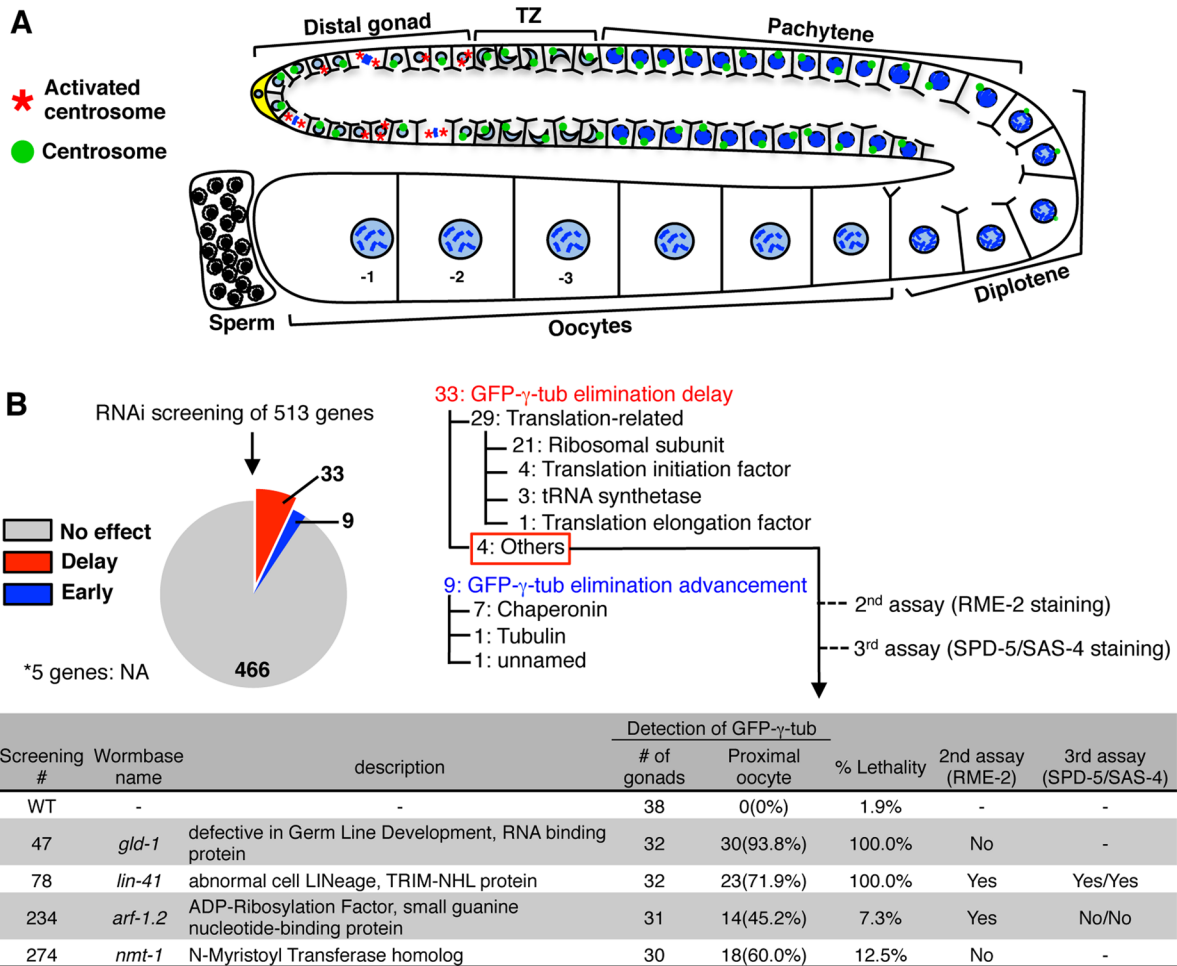 A
Distal gonad
TZ
Pachytene
Activated
centrosome
Centrosome
-1
-2
-3
Sperm
Oocytes
Diplotene
B
RNAi screening of 513 genes
33
9
No effect
Delay
Early
466
*5 genes: NA
33: GFP-γ-tub elimination delay
29: Translation-related
21: Ribosomal subunit
4: Translation initiation factor
3: tRNA synthetase
1: Translation elongation factor
4: Others
9: GFP-γ-tub elimination advancement
7: Chaperonin
1: Tubulin
1: unnamed
2nd assay (RME-2 staining)
3rd assay (SPD-5/SAS-4 staining)
Detection of GFP-γ-tub
Screening # Wormbase name description # of gonads Proximal oocyte % Lethality 2nd assay (RME-2) 3rd assay (SPD-5/SAS-4)
WT - - 38 0(0%) 1.9% - -
47 gld-1 defective in Germ Line Development, RNA binding protein 32 30(93.8%) 100.0% No -
78 lin-41 abnormal cell LINeage, TRIM-NHL protein 32 23(71.9%) 100.0% Yes Yes/Yes
234 arf-1.2 ADP-Ribosylation Factor, small guanine nucleotide-binding protein 31 14(45.2%) 7.3% Yes No/No
274 nmt-1 N-Myristoyl Transferase homolog 30 18(60.0%) 12.5% No -